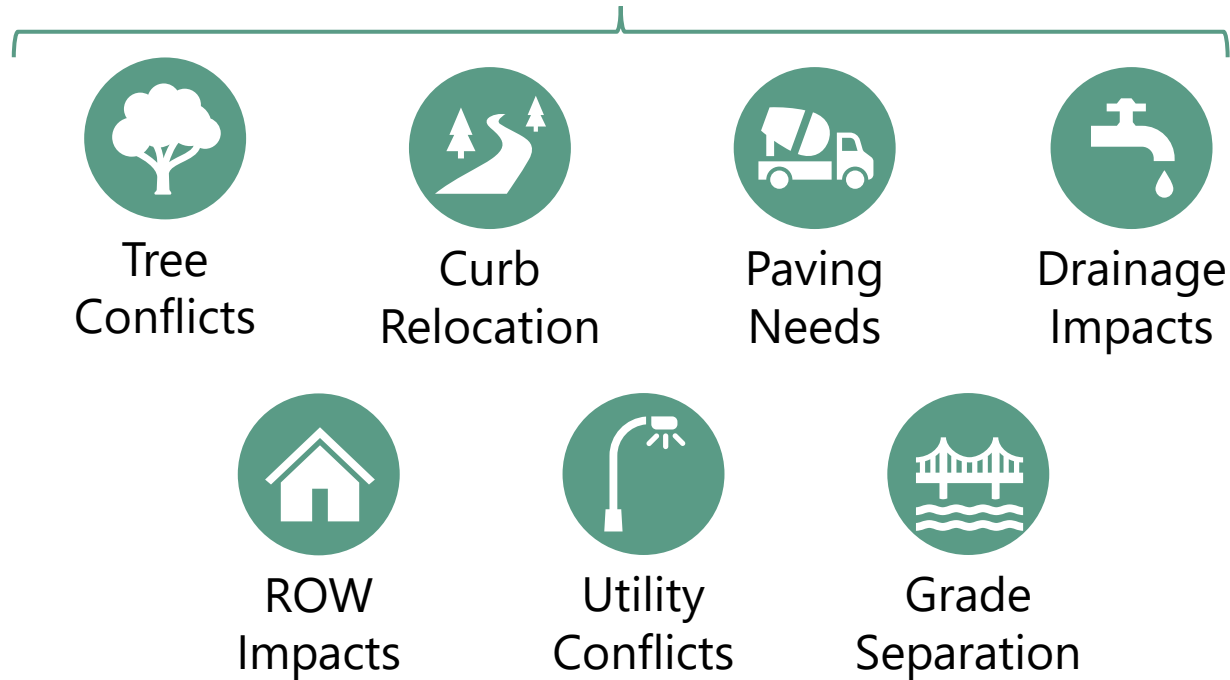 Tree
Conflicts
Curb
Relocation
Paving
Needs
Drainage
Impacts
ROW
Impacts
Utility
Conflicts
Grade
Separation